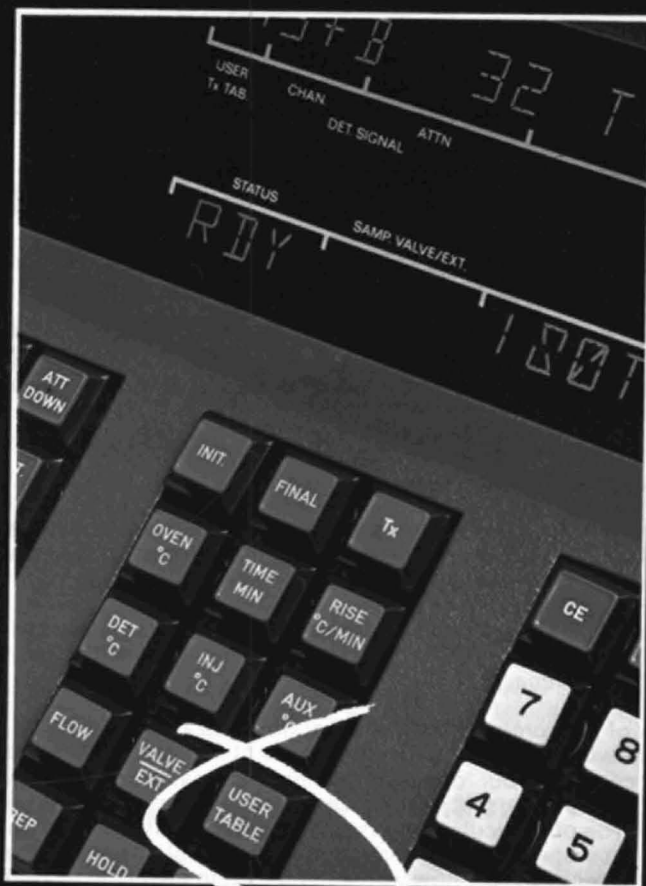 +B 32 T
USER CHAN. ATTN
Tx TAB.
DET. SIGNAL
STATUS SAMP. VALVE/EXT.
RDY
ATT
DOWN
INIT. FINAL Tx
OVEN
°C
TIME
MIN
RISE
°C/MIN
CE
DET
°C
INJ
°C
AUX
7 8
FLOW
VALVE
EXT
USER
TABLE
4 5
HOLD